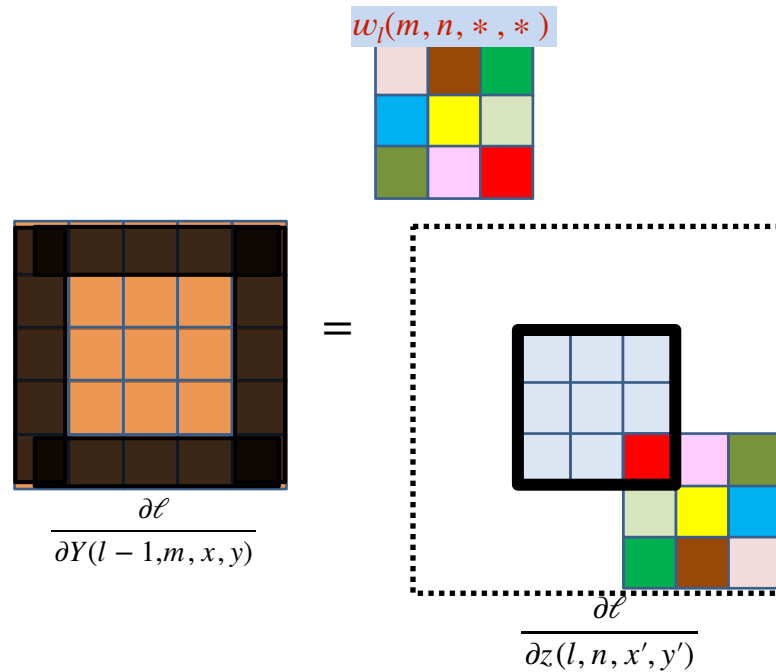 w_l(m, n, *, *)
=
∂ℓ
∂Y(l − 1,m, x, y)
∂ℓ
∂z(l, n, x′, y′)